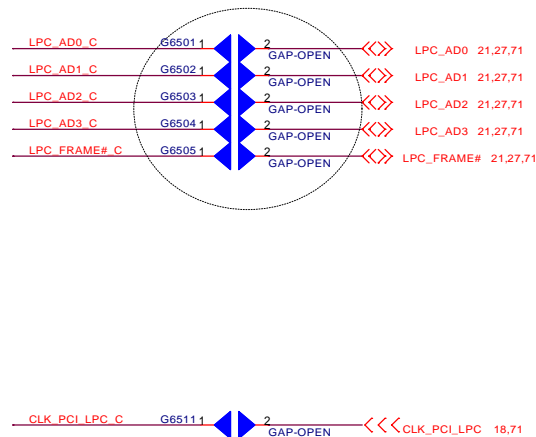 LPC_AD0_C G6501 1 2 GAP-OPEN LPC_AD0 21,27,71
LPC_AD1_C G6502 1 2 GAP-OPEN LPC_AD1 21,27,71
LPC_AD2_C G6503 1 2 GAP-OPEN LPC_AD2 21,27,71
LPC_AD3_C G6504 1 2 GAP-OPEN LPC_AD3 21,27,71
LPC_FRAME#_C G6505 1 2 GAP-OPEN LPC_FRAME# 21,27,71
CLK_PCI_LPC_C G6511 1 2 GAP-OPEN CLK_PCI_LPC 18,71